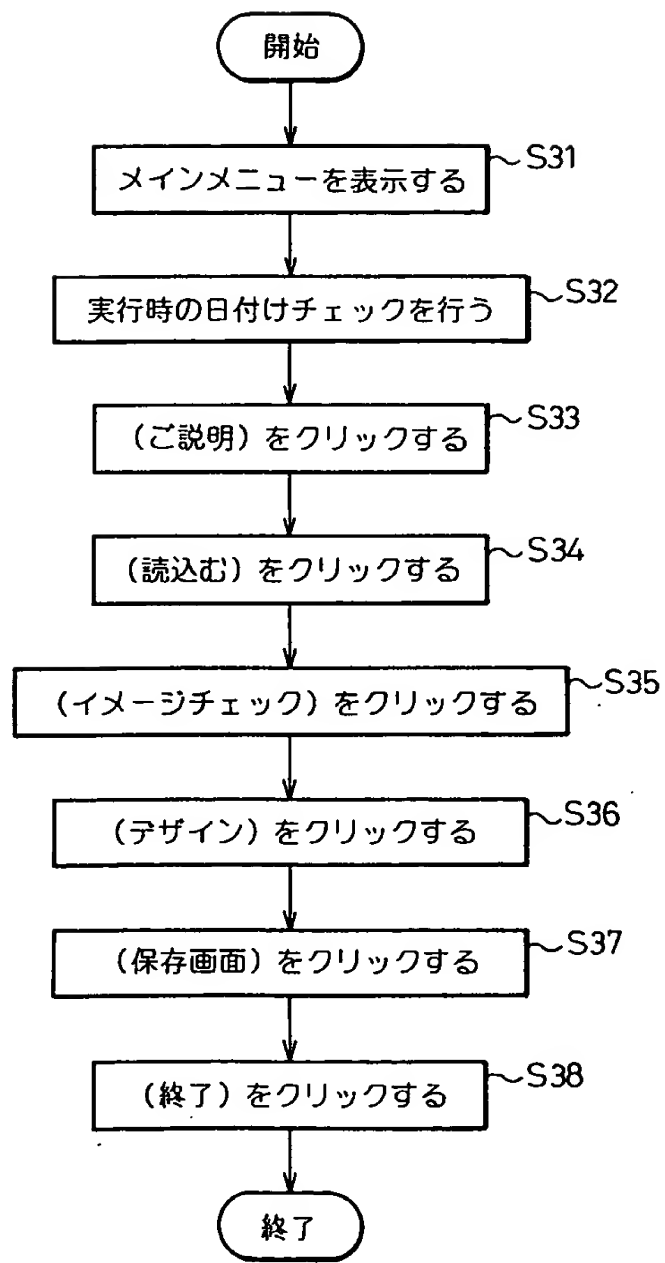 開始
メインメニューを表示する
S31
実行時の日付けチェックを行う
S32
(ご説明)をクリックする
S33
(読込む)をクリックする
S34
(イメージチェック)をクリックする
S35
(デザイン)をクリックする
S36
(保存画面)をクリックする
S37
(終了)をクリックする
S38
終了